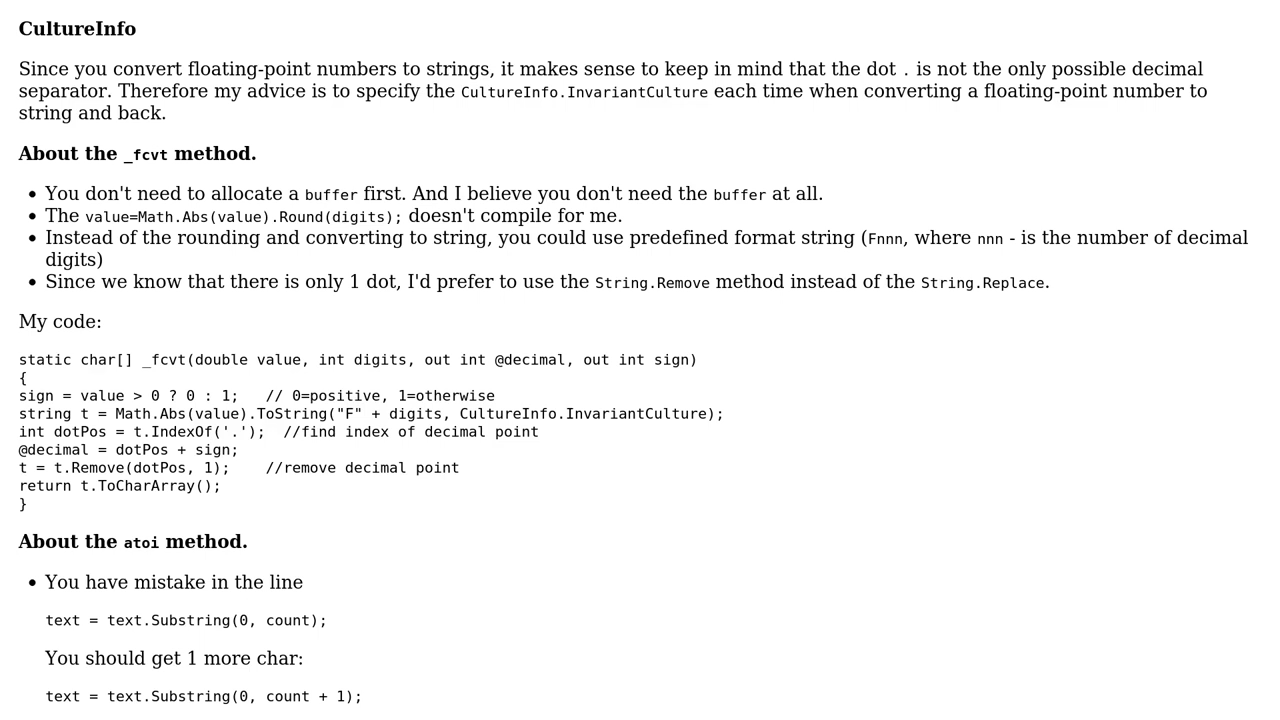 CultureInfo
Since you convert floating-point numbers to strings, it makes sense to keep in mind that the dot . is not the only possible decimal
separator. Therefore my advice is to specify the CultureInfo.InvariantCulture each time when converting a floating-point number to
string and back.
About the _fcvt method.
• You don't need to allocate a buffer first. And I believe you don't need the buffer at all.
• The value=Math.Abs(value).Round(digits); doesn't compile for me.
• Instead of the rounding and converting to string, you could use predefined format string (Fnnn, where nnn - is the number of decimal
digits)
• Since we know that there is only 1 dot, I'd prefer to use the String.Remove method instead of the String.Replace.
My code:
static char[] _fcvt(double value, int digits, out int @decimal, out int sign)
{
sign = value > 0 ? 0 : 1;   // 0=positive, 1=otherwise
string t = Math.Abs(value).ToString("F" + digits, CultureInfo.InvariantCulture);
int dotPos = t.IndexOf('.');  //find index of decimal point
@decimal = dotPos + sign;
t = t.Remove(dotPos, 1);    //remove decimal point
return t.ToCharArray();
}
About the atoi method.
• You have mistake in the line
text = text.Substring(0, count);
You should get 1 more char:
text = text.Substring(0, count + 1);